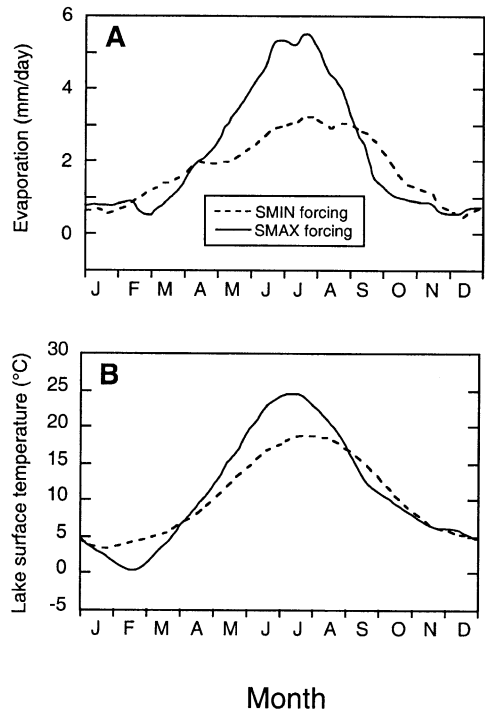 A
Evaporation (mm/day)
6
4
2
0
SMIN forcing
SMAX forcing
J F M A M J J A S O N D
B
Lake surface temperature (°C)
30
25
20
15
10
5
0
-5
J F M A M J J A S O N D
Month